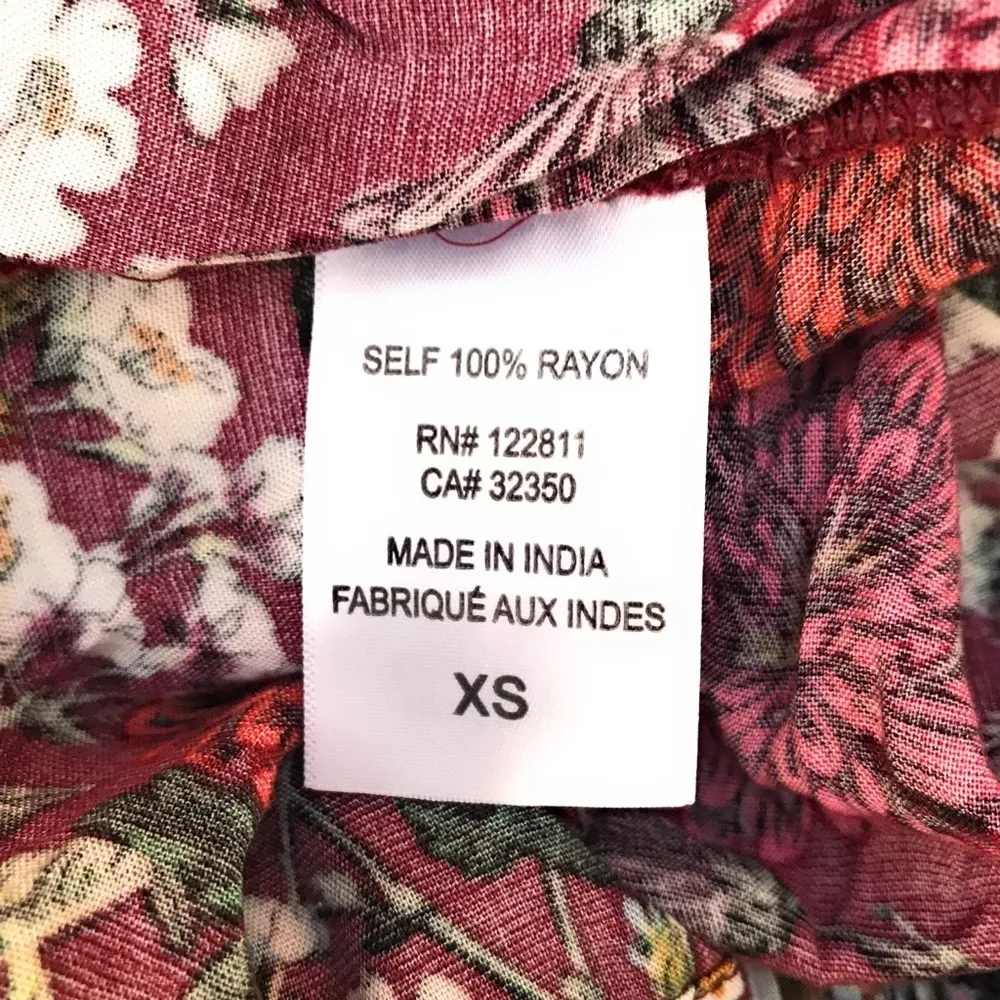 SELF 100% RAYON
RN# 122811
CA# 32350
MADE IN INDIA
FABRIQUÉ AUX INDES
XS